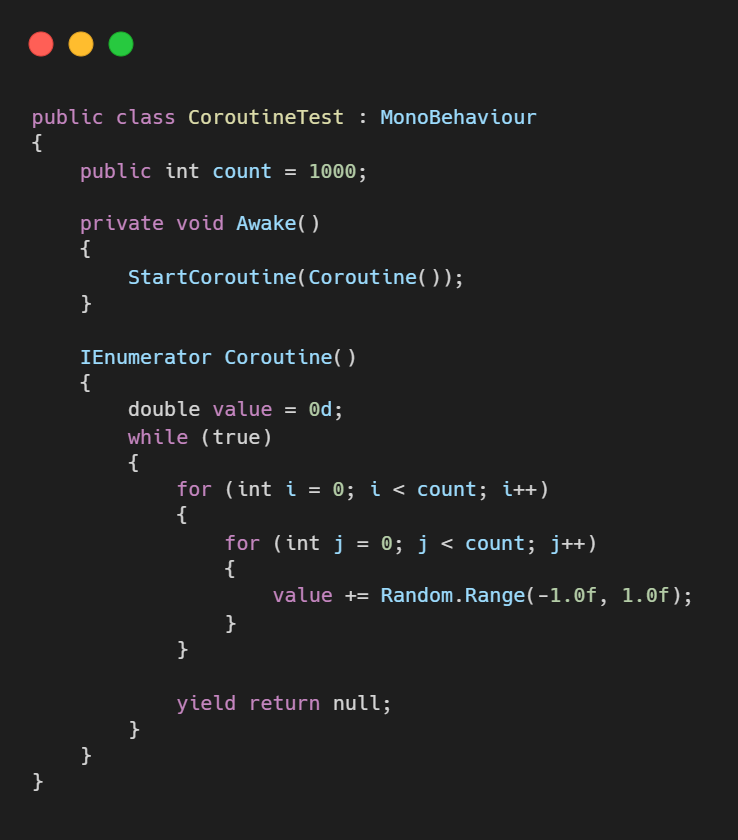 public class CoroutineTest : MonoBehaviour
{
    public int count = 1000;

    private void Awake()
    {
        StartCoroutine(Coroutine());
    }

    IEnumerator Coroutine()
    {
        double value = 0d;
        while (true)
        {
            for (int i = 0; i < count; i++)
            {
                for (int j = 0; j < count; j++)
                {
                    value += Random.Range(-1.0f, 1.0f);
                }
            }

            yield return null;
        }
    }
}